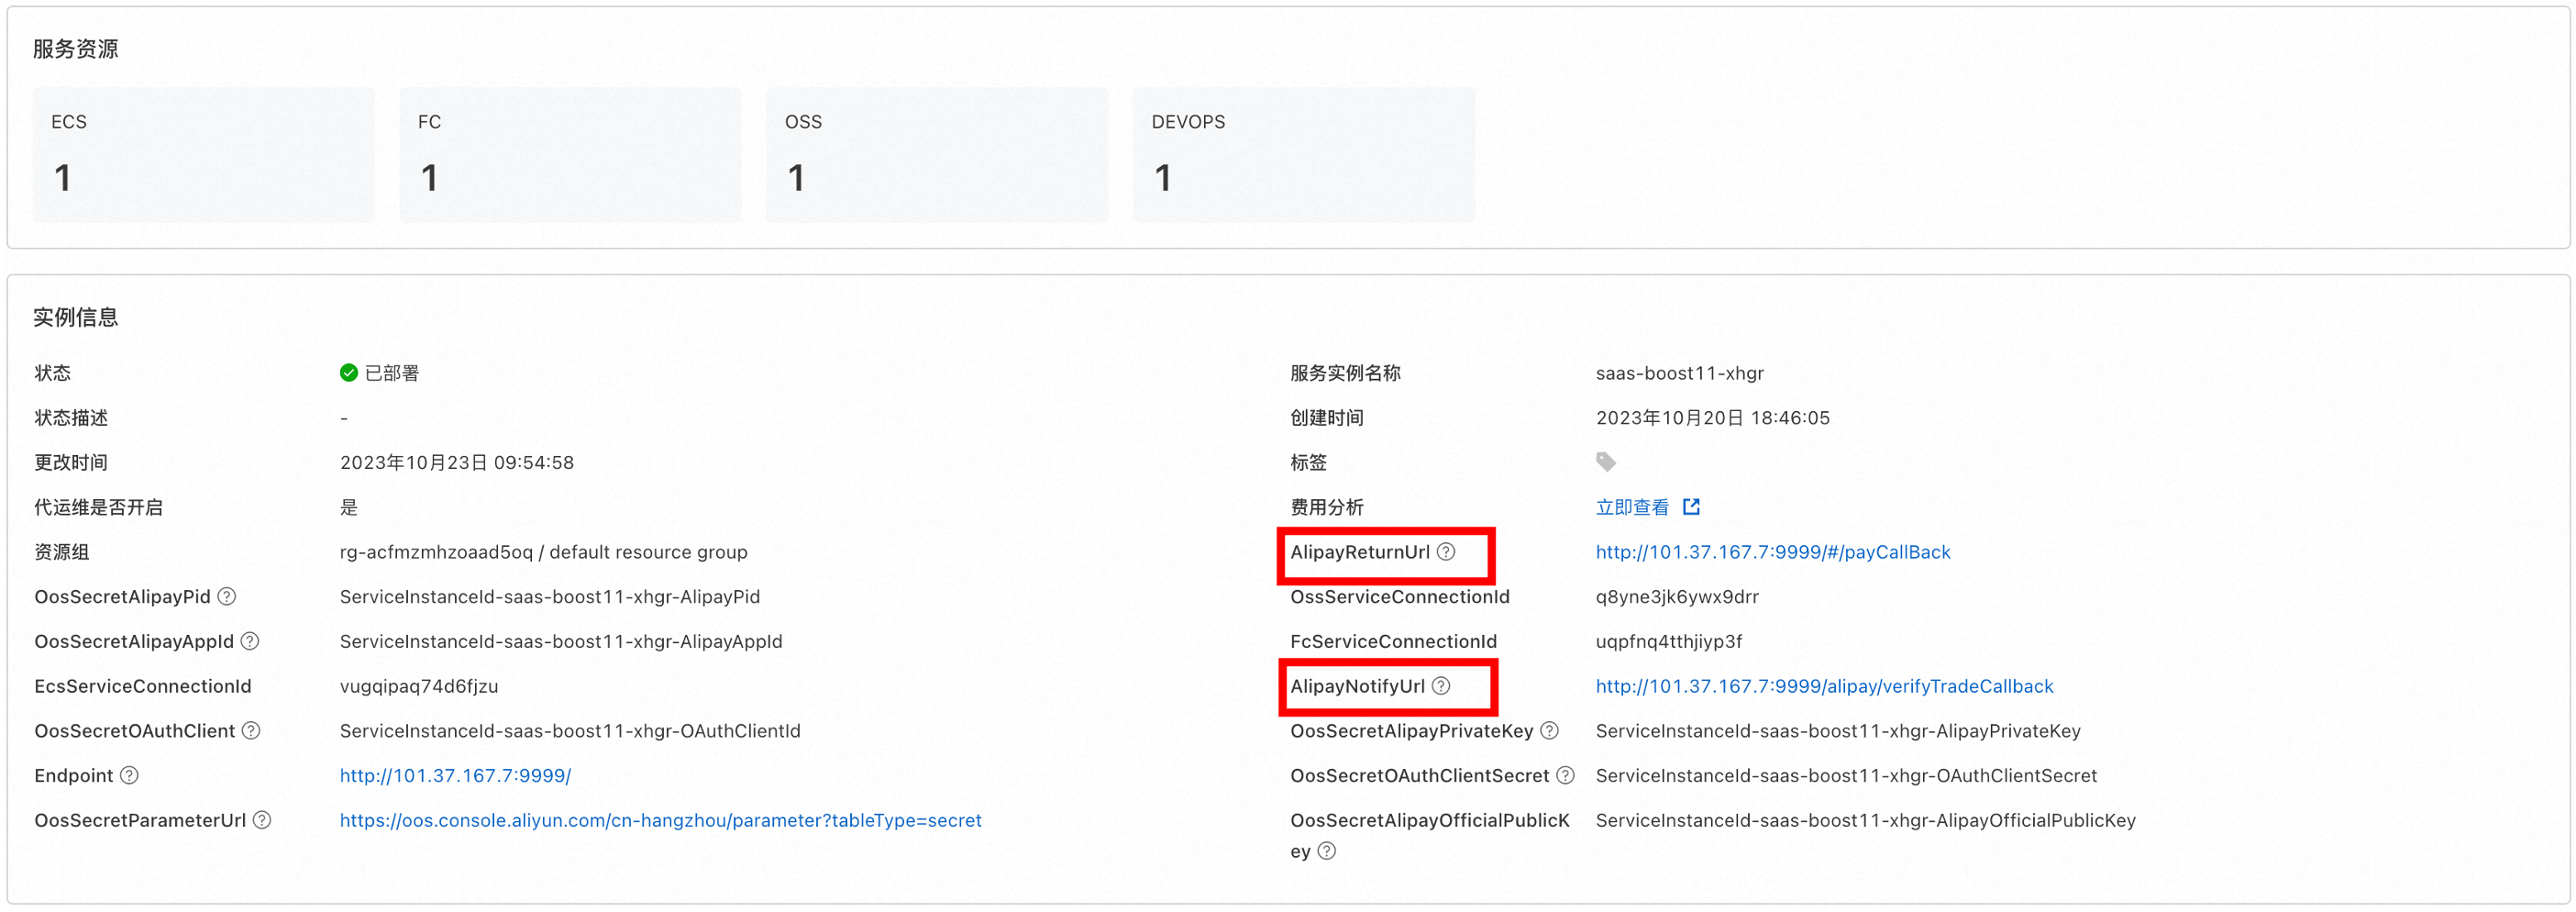 服务资源
ECS
FC
OSS
DEVOPS
1
1
1
1
实例信息
状态 已部署 服务实例名称 saas-boost11-xhgr
状态描述 - 创建时间 2023年10月20日 18:46:05
更改时间 2023年10月23日 09:54:58 标签
代运维是否开启 是 费用分析 立即查看
资源组 rg-acfmzmhzoaad5oq / default resource group AlipayReturnUrl http://101.37.167.7:9999/#/payCallBack
OosSecretAlipayPid ServiceInstanceId-saas-boost11-xhgr-AlipayPid OssServiceConnectionId q8yne3jk6ywx9drr
OosSecretAlipayAppId ServiceInstanceId-saas-boost11-xhgr-AlipayAppId FcServiceConnectionId uqpfnq4tthjiyp3f
EcsServiceConnectionId vugqipaq74d6fjzu AlipayNotifyUrl http://101.37.167.7:9999/alipay/verifyTradeCallback
OosSecretOAuthClient ServiceInstanceId-saas-boost11-xhgr-OAuthClientId OosSecretAlipayPrivateKey ServiceInstanceId-saas-boost11-xhgr-AlipayPrivateKey
Endpoint http://101.37.167.7:9999/ OosSecretOAuthClientSecret ServiceInstanceId-saas-boost11-xhgr-OAuthClientSecret
OosSecretParameterUrl https://oos.console.aliyun.com/cn-hangzhou/parameter?tableType=secret OosSecretAlipayOfficialPublicK ServiceInstanceId-saas-boost11-xhgr-AlipayOfficialPublicKey
ey